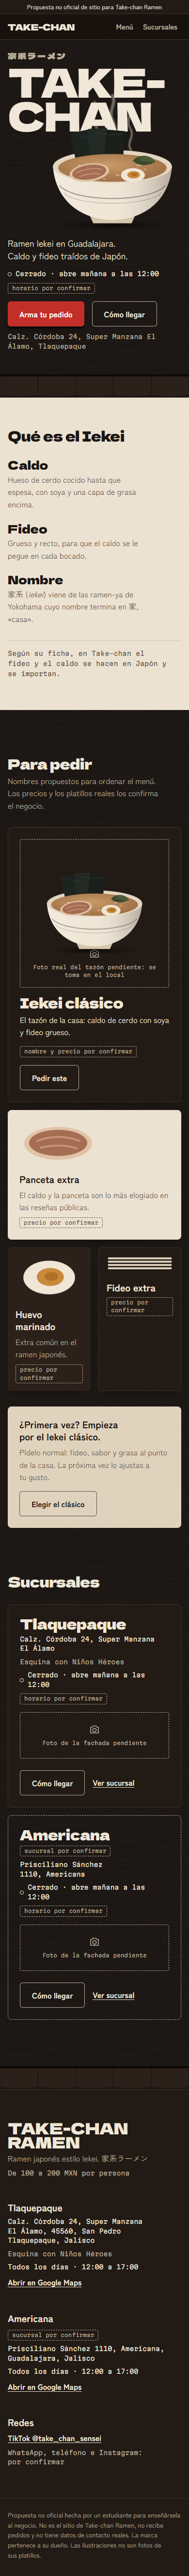 Propuesta no oficial de sitio para Take-chan Ramen
TAKE-CHAN
Menú
Sucursales
家系ラーメン
TAKE-
CHAN
Ramen Iekei en Guadalajara.
Caldo y fideo traídos de Japón.
Cerrado · abre mañana a las 12:00
horario por confirmar
Arma tu pedido
Cómo llegar
Calz. Córdoba 24, Super Manzana El
Álamo, Tlaquepaque
Qué es el Iekei
Caldo
Hueso de cerdo cocido hasta que
espesa, con soya y una capa de grasa
encima.
Fideo
Grueso y recto, para que el caldo se le
pegue en cada bocado.
Nombre
家系 (iekei) viene de las ramen-ya de
Yokohama cuyo nombre termina en 家,
«casa».
Según su ficha, en Take-chan el
fideo y el caldo se hacen en Japón y
se importan.
Para pedir
Nombres propuestos para ordenar el menú.
Los precios y los platillos reales los confirma
el negocio.
Foto real del tazón pendiente: se
toma en el local
Iekei clásico
El tazón de la casa: caldo de cerdo con soya
y fideo grueso.
nombre y precio por confirmar
Pedir este
Panceta extra
El caldo y la panceta son lo más elogiado en
las reseñas públicas.
precio por confirmar
Huevo
marinado
Extra común en el
ramen japonés.
precio por
confirmar
Fideo extra
precio por
confirmar
¿Primera vez? Empieza
por el Iekei clásico.
Pídelo normal: fideo, sabor y grasa al punto
de la casa. La próxima vez lo ajustas a
tu gusto.
Elegir el clásico
Sucursales
Tlaquepaque
Calz. Córdoba 24, Super Manzana
El Álamo
Esquina con Niños Héroes
Cerrado · abre mañana a las
12:00
horario por confirmar
Foto de la fachada pendiente
Cómo llegar
Ver sucursal
Americana
sucursal por confirmar
Prisciliano Sánchez
1110, Americana
Cerrado · abre mañana a las
12:00
horario por confirmar
Foto de la fachada pendiente
Cómo llegar
Ver sucursal
TAKE-CHAN
RAMEN
Ramen japonés estilo Iekei. 家系ラーメン
De 100 a 200 MXN por persona
Tlaquepaque
Calz. Córdoba 24, Super Manzana
El Álamo, 45560, San Pedro
Tlaquepaque, Jalisco
Esquina con Niños Héroes
Todos los días · 12:00 a 17:00
Abrir en Google Maps
Americana
sucursal por confirmar
Prisciliano Sánchez 1110, Americana,
Guadalajara, Jalisco
Todos los días · 12:00 a 17:00
Abrir en Google Maps
Redes
TikTok @take_chan_sensei
WhatsApp, teléfono e Instagram:
por confirmar
Propuesta no oficial hecha por un estudiante para enseñársela
al negocio. No es el sitio de Take-chan Ramen, no recibe
pedidos y no tiene datos de contacto reales. La marca
pertenece a su dueño. Las ilustraciones no son fotos de
sus platillos.